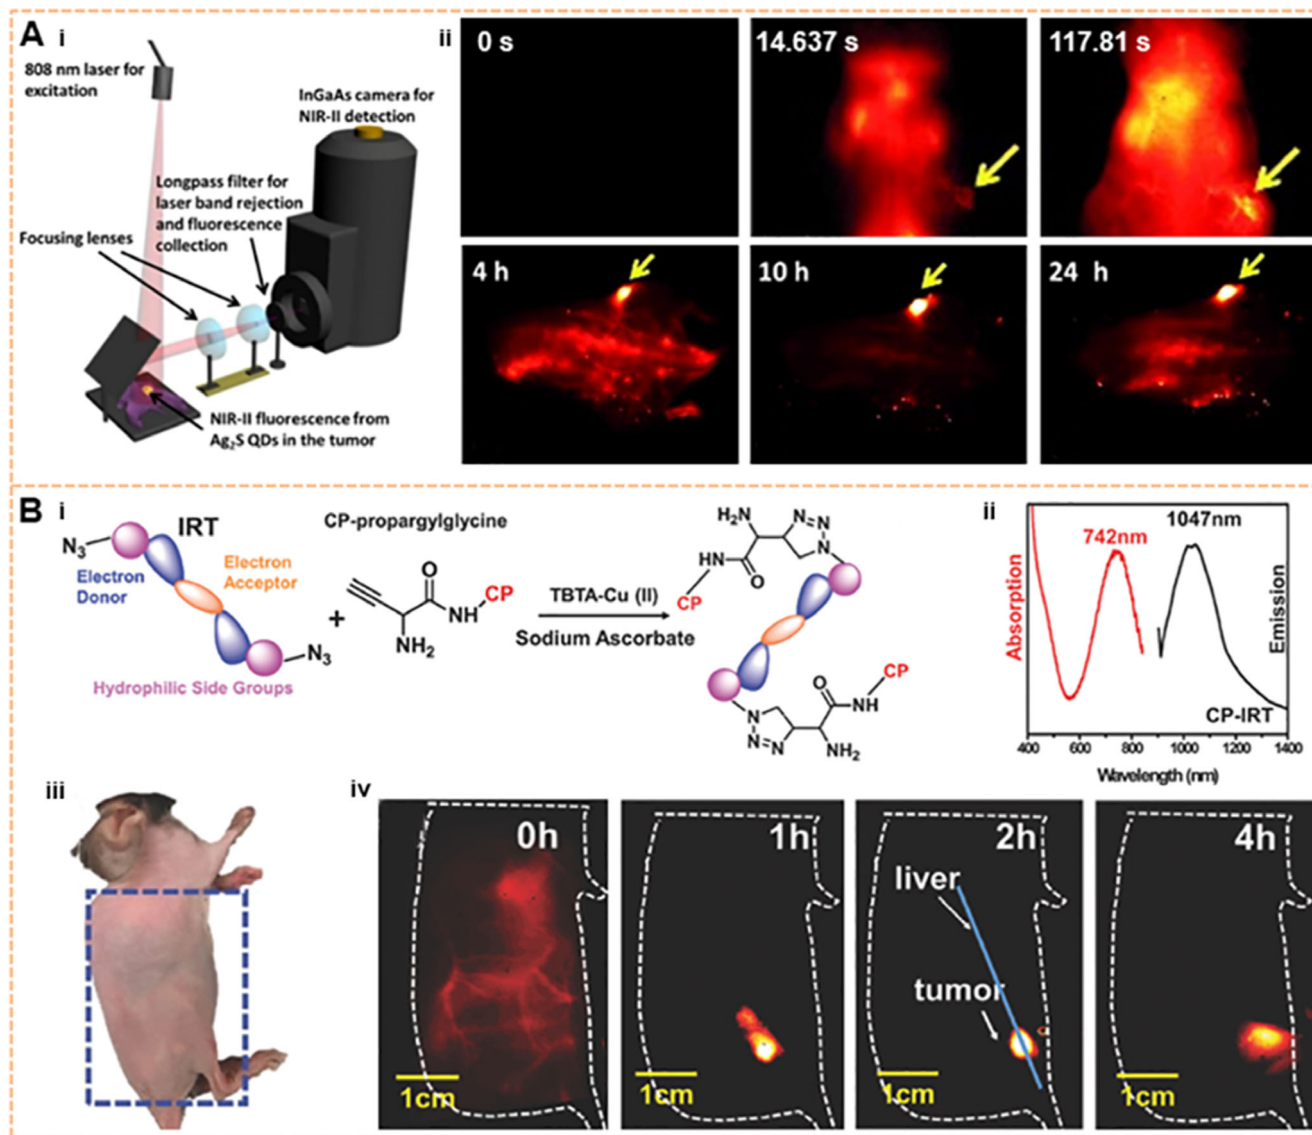 A
i
808 nm laser for
excitation
InGaAs camera for
NIR-II detection
Longpass filter for
laser band rejection
and fluorescence
collection
Focusing lenses
NIR-II fluorescence from
Ag₂S QDs in the tumor
ii
0 s
14.637 s
117.81 s
4 h
10 h
24 h
B
i
IRT
N₃
Electron
Donor
Electron
Acceptor
N₃
Hydrophilic Side Groups
+
CP-propargylglycine
O
NH
CP
NH₂
TBTA-Cu (II)
Sodium Ascorbate
H₂N
N=N
N
HN
O
CP
CP
O
NH
N
N=N
NH₂
ii
742nm
1047nm
Absorption
Emission
CP-IRT
400 600 800 1000 1200 1400
Wavelength (nm)
iii
iv
0h
1cm
1h
1cm
2h
liver
tumor
1cm
4h
1cm